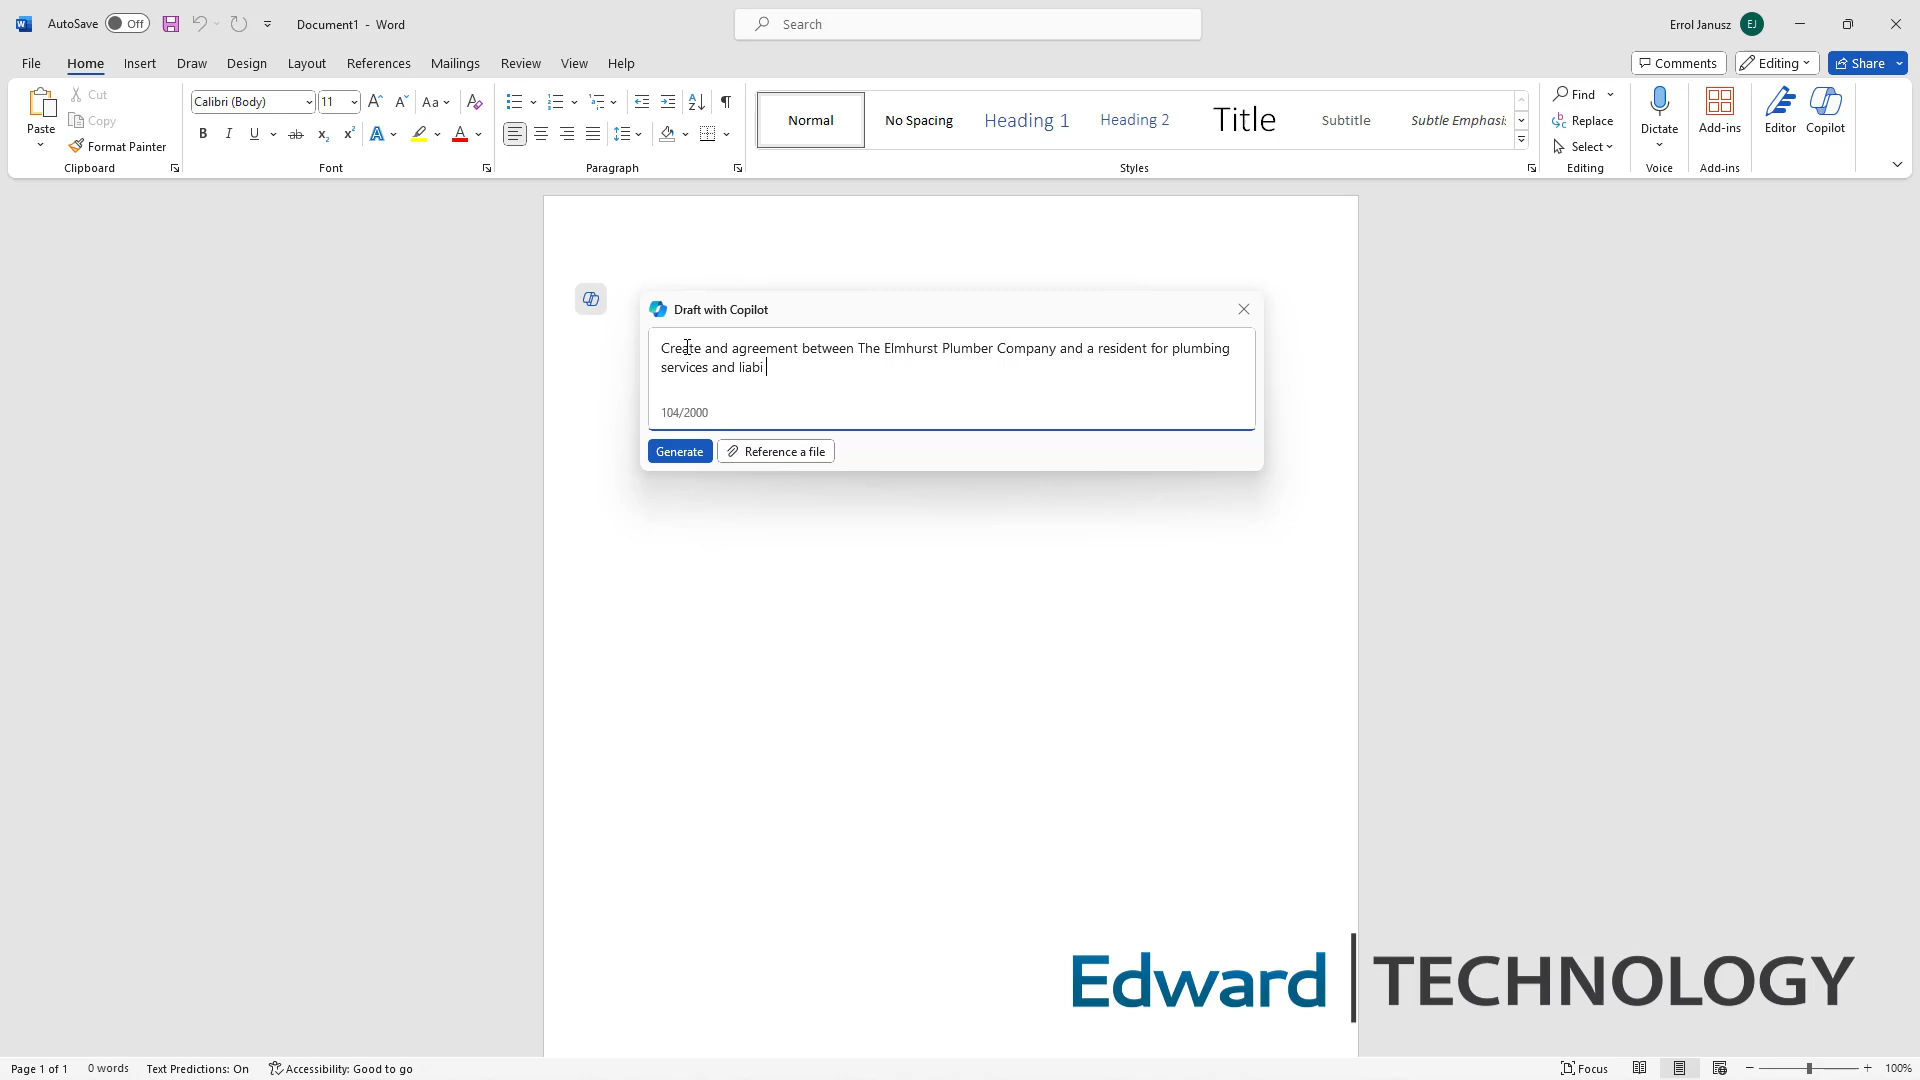 AutoSave Off Document1 - Word Search Errol Janusz EJ
File Home Insert Draw Design Layout References Mailings Review View Help Comments Editing Share
Paste
Cut
Copy
Format Painter
Clipboard
Calibri (Body) 11
Font
Paragraph
Normal No Spacing Heading 1 Heading 2 Title Subtitle Subtle Emphasis
Styles
Find
Replace
Select
Editing
Dictate
Voice
Add-ins
Add-ins
Editor
Copilot
Draft with Copilot
Create and agreement between The Elmhurst Plumber Company and a resident for plumbing
services and liabi
104/2000
Generate Reference a file
Edward TECHNOLOGY
Page 1 of 1 0 words Text Predictions: On Accessibility: Good to go Focus 100%